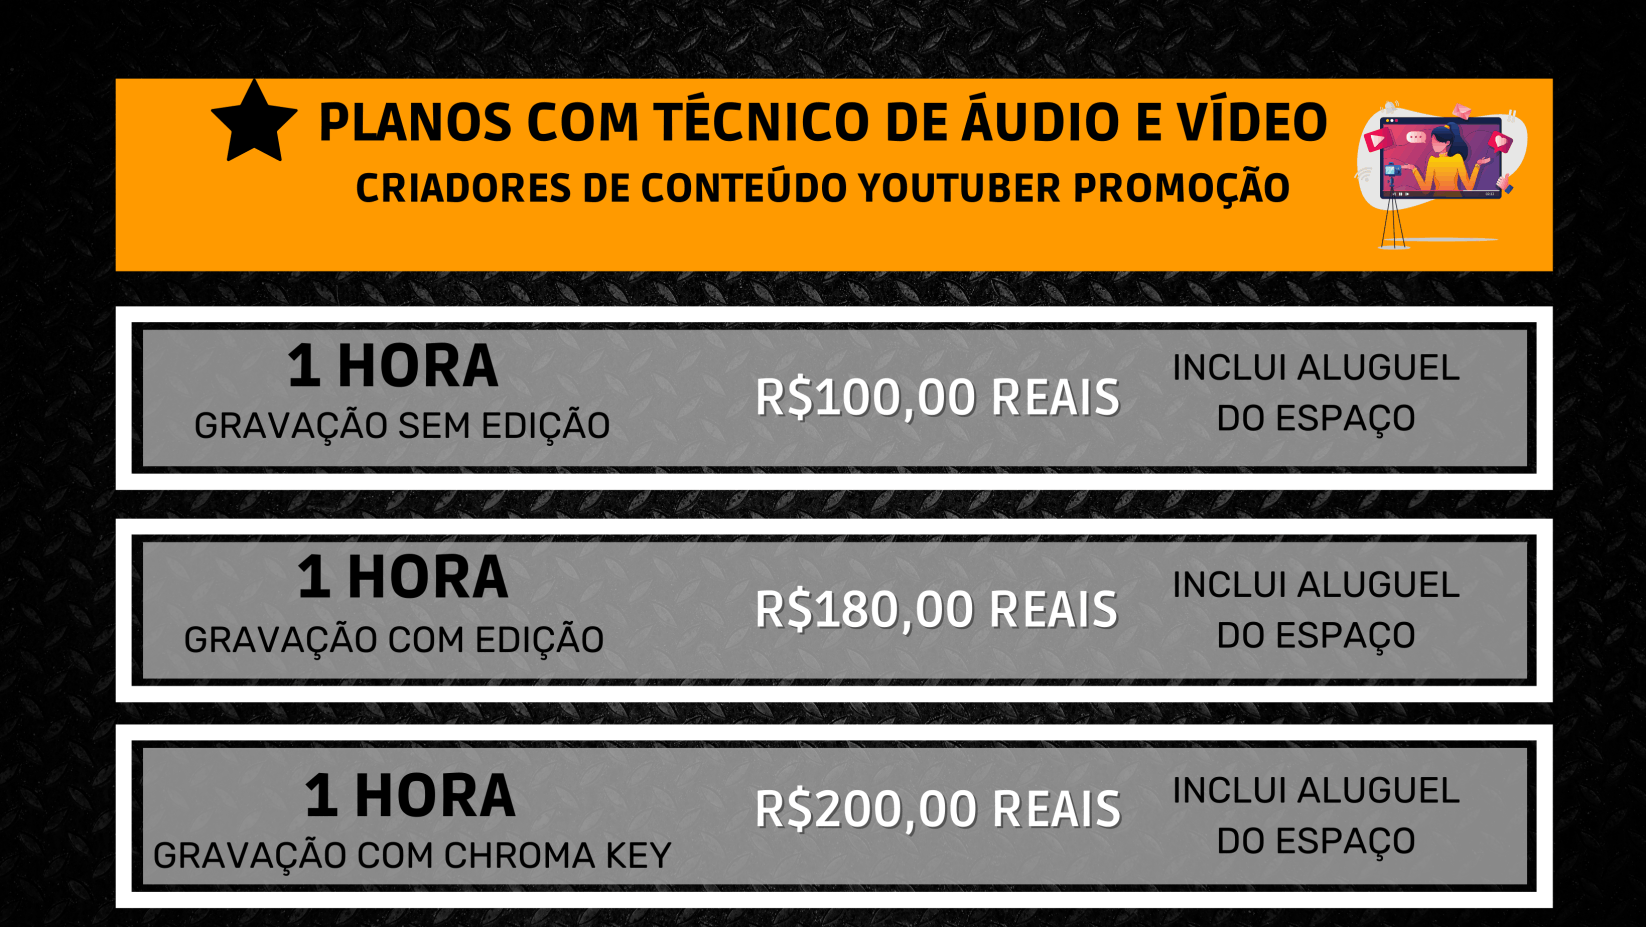 PLANOS COM TÉCNICO DE ÁUDIO E VÍDEO
CRIADORES DE CONTEÚDO YOUTUBER PROMOÇÃO
1 HORA
GRAVAÇÃO SEM EDIÇÃO
R$100,00 REAIS
INCLUI ALUGUEL
DO ESPAÇO
1 HORA
GRAVAÇÃO COM EDIÇÃO
R$180,00 REAIS
INCLUI ALUGUEL
DO ESPAÇO
1 HORA
GRAVAÇÃO COM CHROMA KEY
R$200,00 REAIS
INCLUI ALUGUEL
DO ESPAÇO